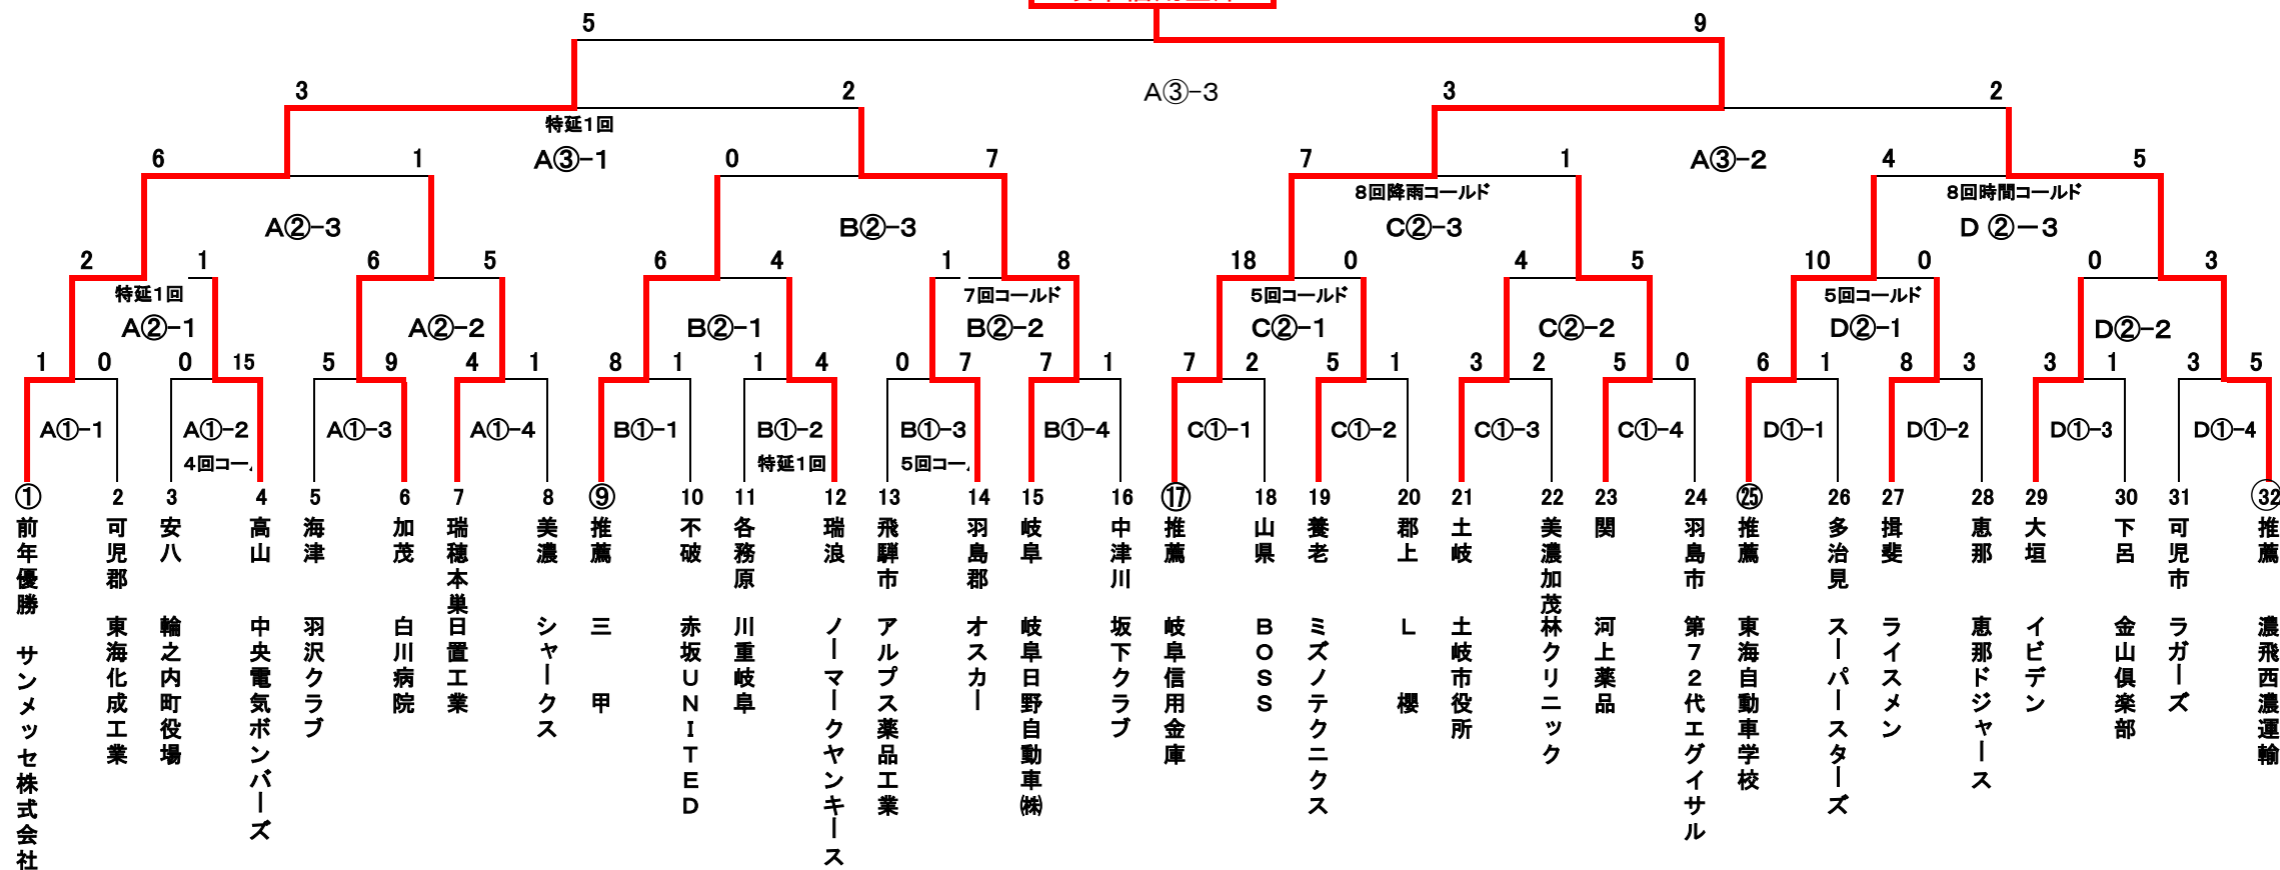 5 9
3 2 A③-3 3 2
特延1回
6 1 A③-1 0 7 7 1 A③-2 4 5
8回降雨コールド 8回時間コールド
A②-3 B②-3 C②-3 D②-3
2 1 6 5 6 4 1 8 18 0 4 5 10 0 0 3
特延1回 7回コールド 5回コールド 5回コールド
A②-1 A②-2 B②-1 B②-2 C②-1 C②-2 D②-1 D②-2
1 0 0 15 5 9 4 1 8 1 1 4 0 7 7 1 7 2 5 1 3 2 5 0 6 1 8 3 3 1 3 5
A①-1 A①-2 A①-3 A①-4 B①-1 B①-2 B①-3 B①-4 C①-1 C①-2 C①-3 C①-4 D①-1 D①-2 D①-3 D①-4
4回コー 特延1回 5回コー
① 前年優勝 サンメッセ株式会社
2 可児郡 東海化成工業
3 安八 輪之内町役場
4 高山 中央電気ボンバーズ
5 海津 羽沢クラブ
6 加茂 白川病院
7 瑞穂本巣 日置工業
8 美濃 シャークス
⑨ 推薦 三甲
10 不破 赤坂UNITED
11 各務原 川重岐阜
12 瑞浪 ノーマークヤンキース
13 飛騨市 アルプス薬品工業
14 羽島郡 オスカー
15 岐阜 岐阜日野自動車㈱
16 中津川 坂下クラブ
⑰ 推薦 岐阜信用金庫
18 山県 BOSS
19 養老 ミズノテクニクス
20 郡上 L櫻
21 土岐 土岐市役所
22 美濃加茂 林クリニック
23 関 河上薬品
24 羽島市 第72代エグイサル
㉕ 推薦 東海自動車学校
26 多治見 スーパースターズ
27 揖斐 ライスメン
28 恵那 恵那ドジャース
29 大垣 イビデン
30 下呂 金山倶楽部
31 可児市 ラガーズ
㉜ 推薦 濃飛西濃運輸